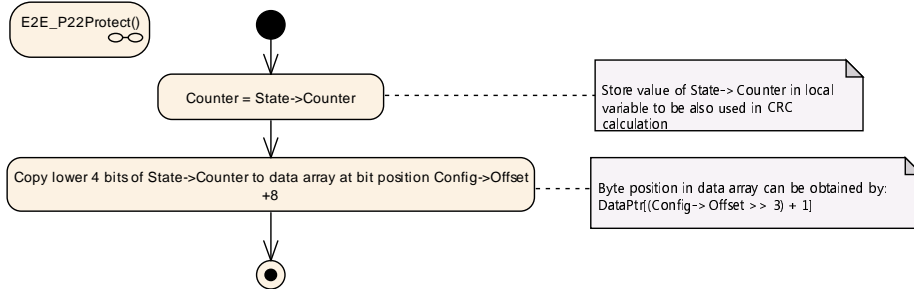 E2E_P22Protect()
Counter = State->Counter
Store value of State-> Counter in local
variable to be also used in CRC
calculation
Copy lower 4 bits of State->Counter to data array at bit position Config->Offset
+8
Byte position in data array can be obtained by:
DataPtr[(Config-> Offset >> 3) + 1]